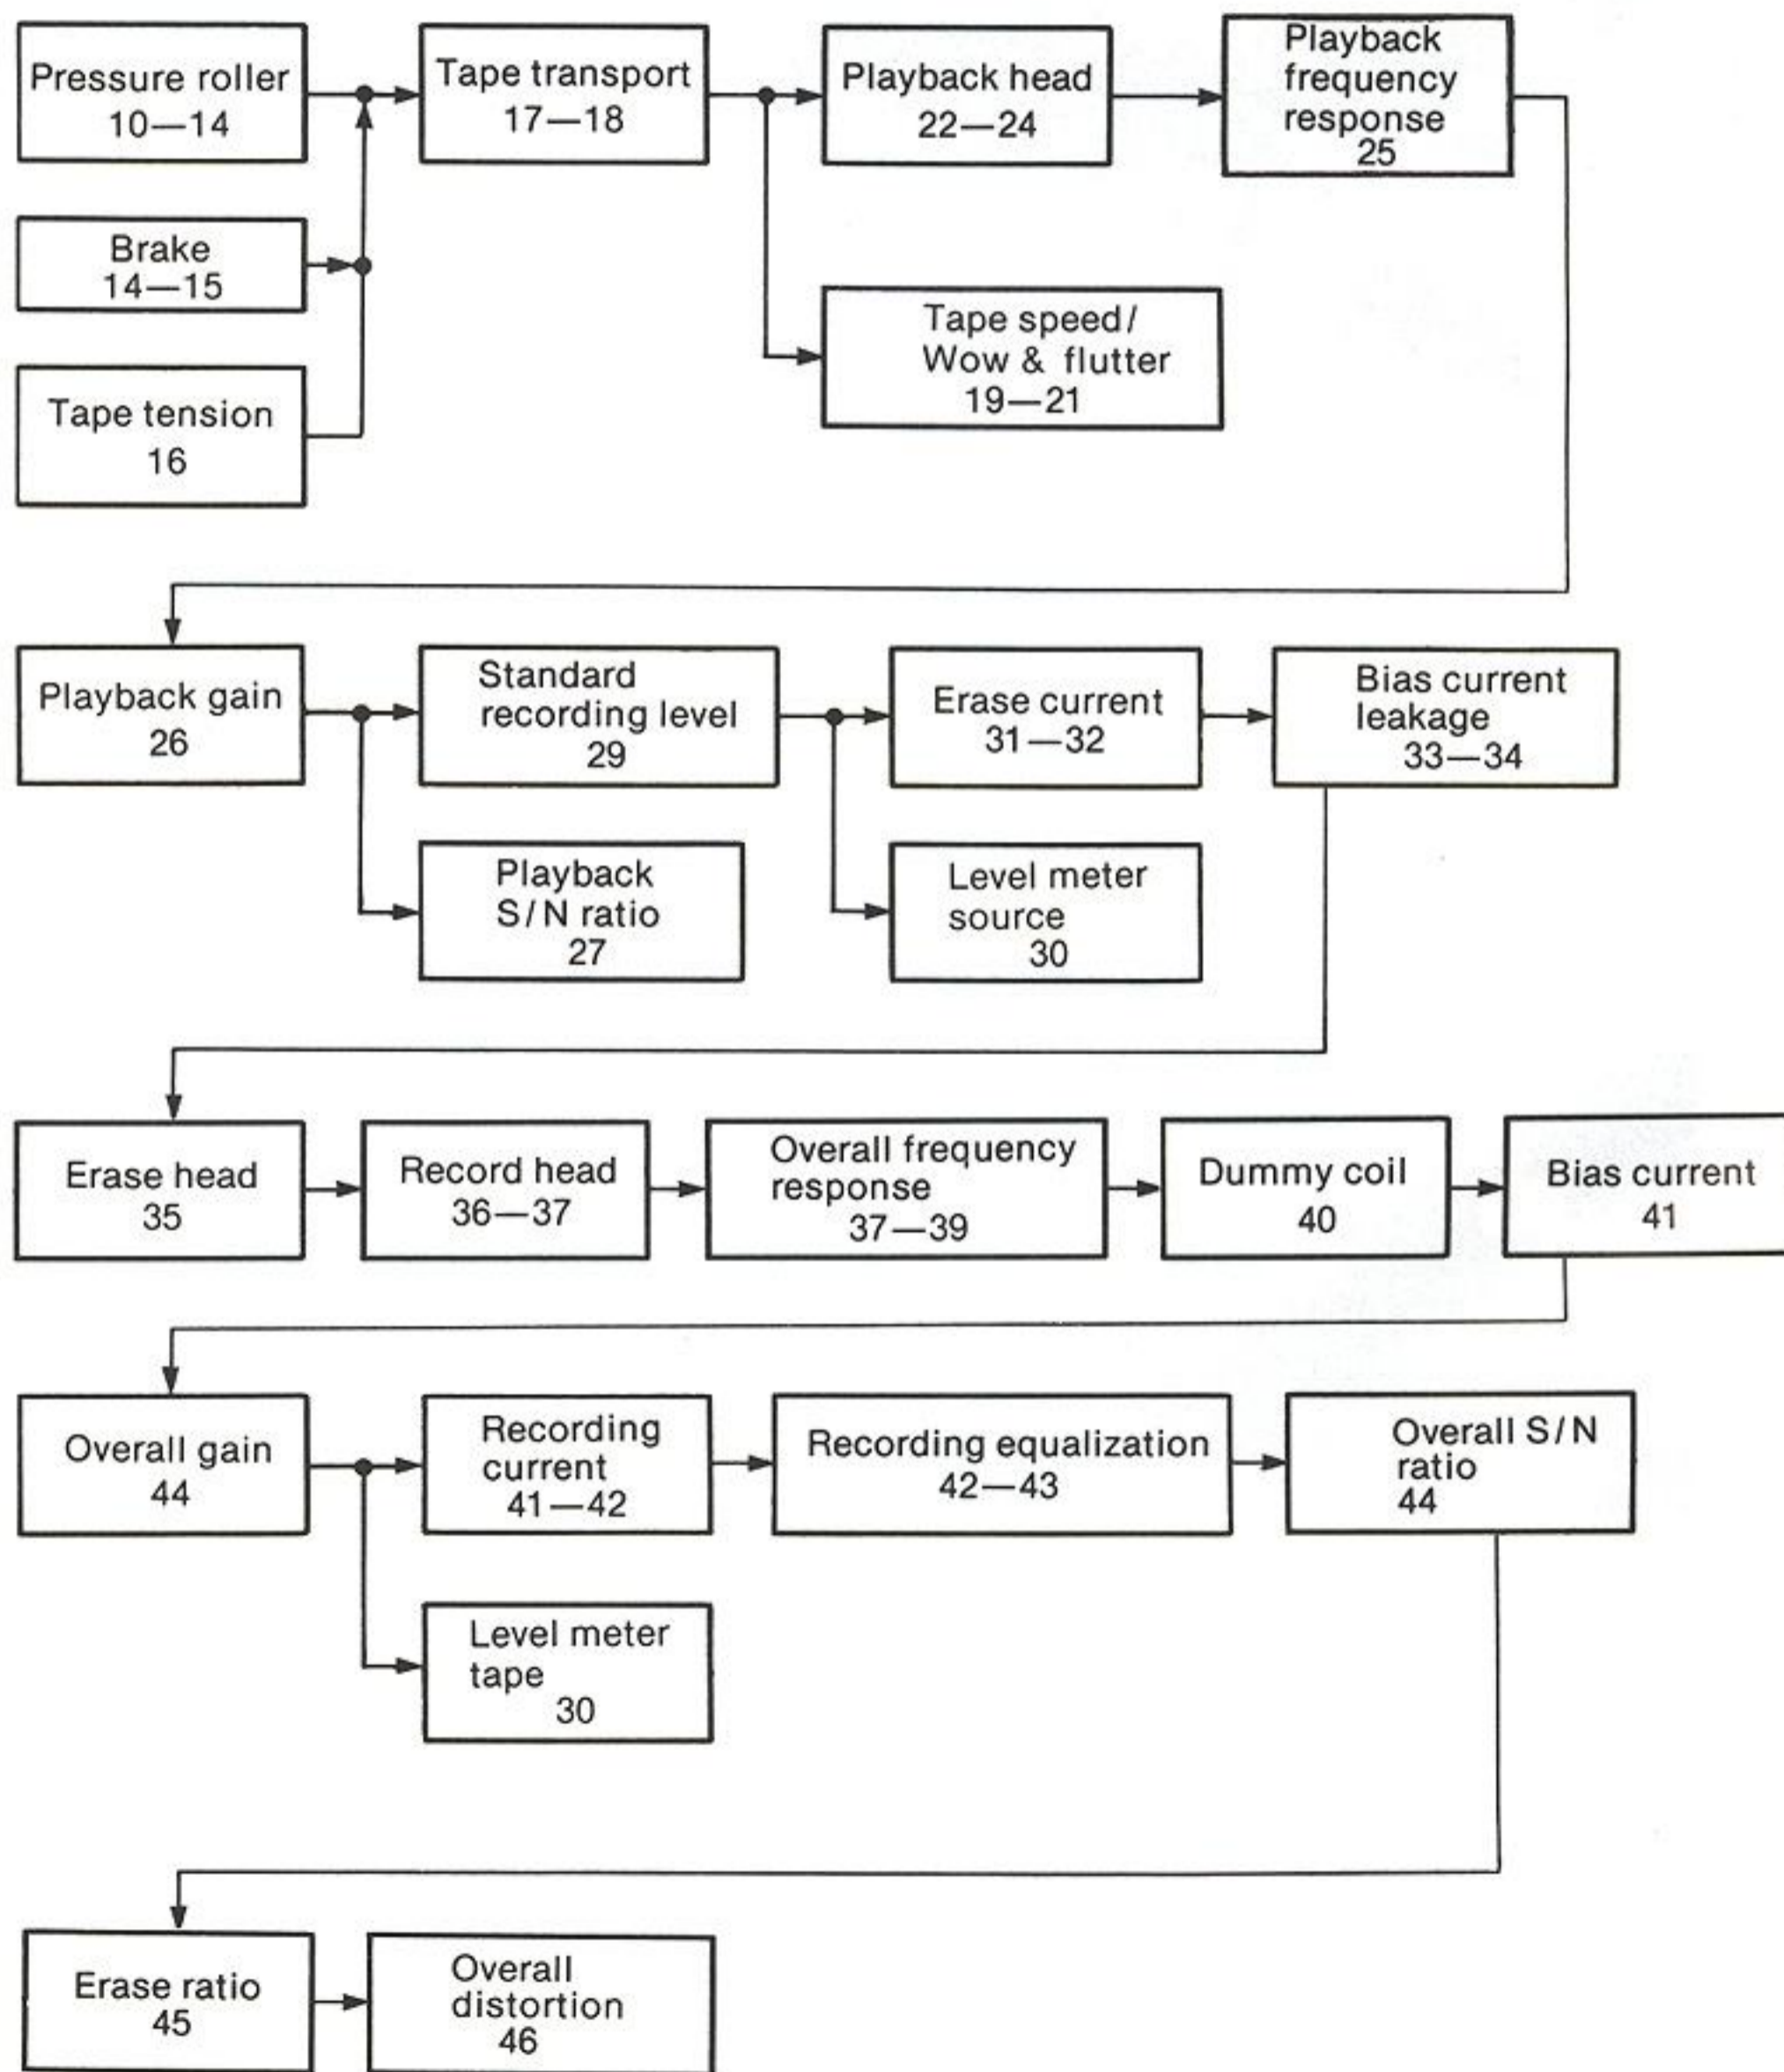 Pressure roller
10—14
Tape transport
17—18
Playback head
22—24
Playback
frequency
response
25
Brake
14—15
Tape speed/
Wow & flutter
19—21
Tape tension
16
Playback gain
26
Standard
recording level
29
Erase current
31—32
Bias current
leakage
33—34
Playback
S/N ratio
27
Level meter
source
30
Erase head
35
Record head
36—37
Overall frequency
response
37—39
Dummy coil
40
Bias current
41
Overall gain
44
Recording
current
41—42
Recording equalization
42—43
Overall S/N
ratio
44
Level meter
tape
30
Erase ratio
45
Overall
distortion
46